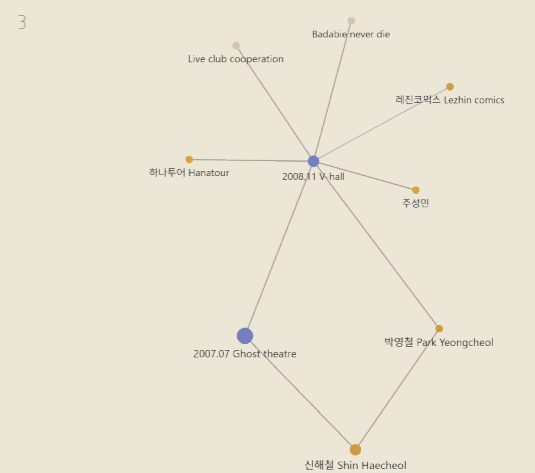 3
Badabie never die
Live club cooperation
레진코믹스 Lezhin comics
하나투어 Hanatour
2008.11 V-hall
주성민
박영철 Park Yeongcheol
2007.07 Ghost theatre
신해철 Shin Haecheol